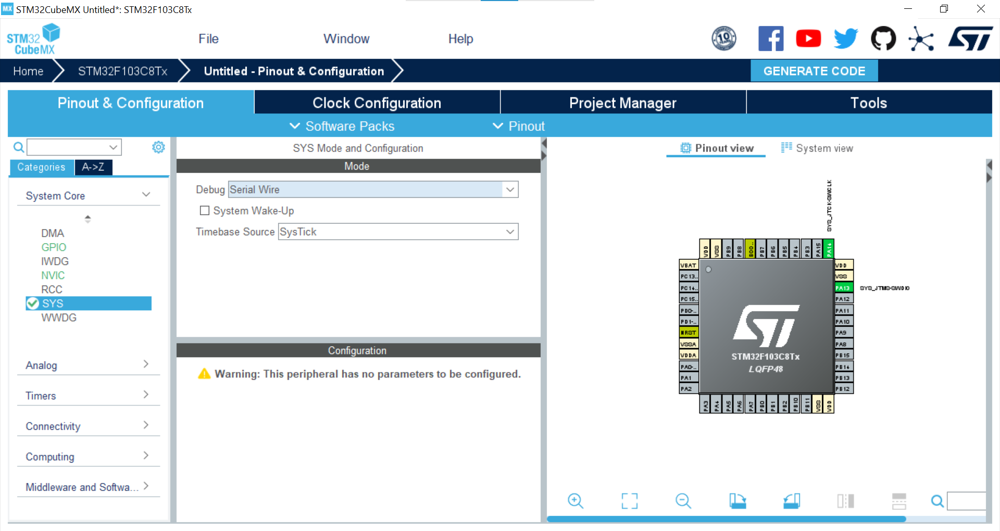 MX STM32CubeMX Untitled*: STM32F103C8Tx
STM32
CubeMX
File
Window
Help
10
Home
STM32F103C8Tx
Untitled - Pinout & Configuration
GENERATE CODE
Pinout & Configuration
Clock Configuration
Project Manager
Tools
Software Packs
Pinout
Categories
A->Z
System Core
DMA
GPIO
IWDG
NVIC
RCC
SYS
WWDG
Analog
Timers
Connectivity
Computing
Middleware and Softwa...
SYS Mode and Configuration
Mode
Debug Serial Wire
System Wake-Up
Timebase Source SysTick
Configuration
Warning: This peripheral has no parameters to be configured.
Pinout view
System view
SYS_JTCK-SWCLK
VDD
VSS
PB9
PB8
BOO..
PB7
PB6
PB5
PB4
PB3
PA15
PA14
VBAT
PC13..
PC14..
PC15..
PD0-..
PD1-..
NRST
VSSA
VDDA
PA0-..
PA1
PA2
VDD
VSS
PA13
SYS_JTMS-SWDIO
PA12
PA11
PA10
PA9
PA8
PB15
PB14
PB13
PB12
ST
STM32F103C8Tx
LQFP48
PA3
PA4
PA5
PA6
PA7
PB0
PB1
PB2
PB10
PB11
VSS
VDD